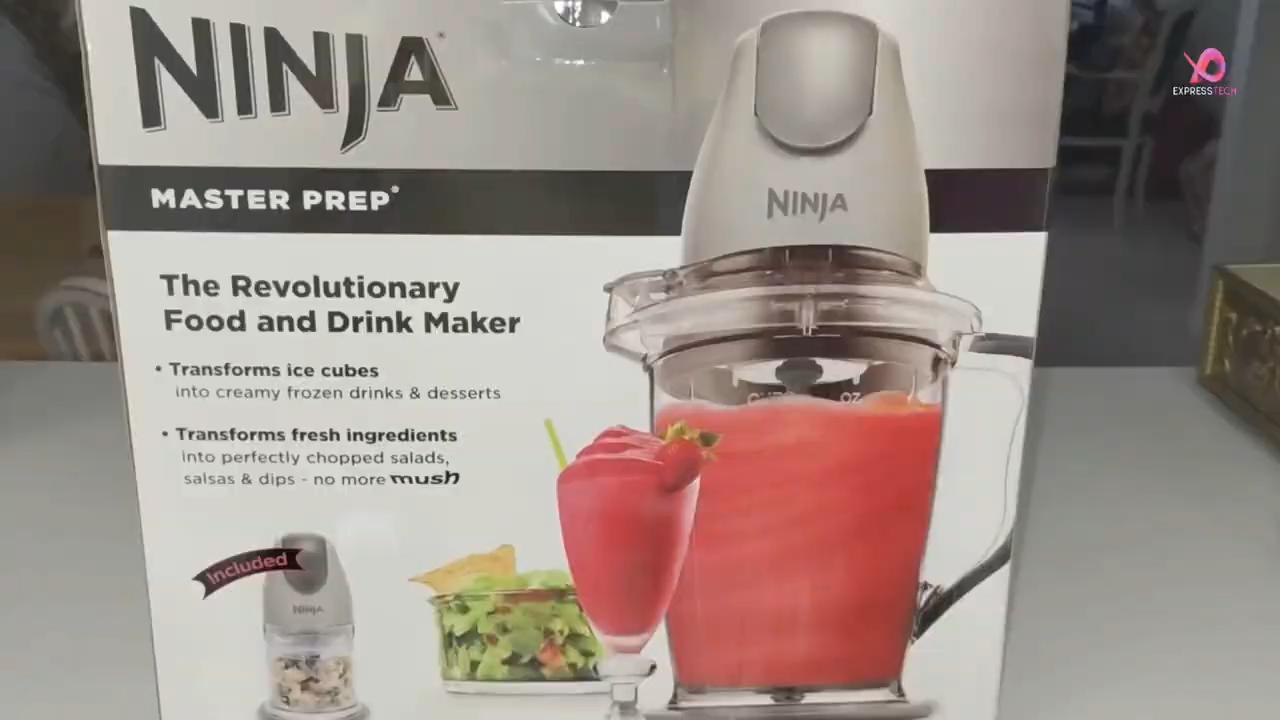 NINJA
EXPRESSTECH
MASTER PREP®
NINJA
The Revolutionary
Food and Drink Maker
• Transforms ice cubes
into creamy frozen drinks & desserts
OZ
• Transforms fresh ingredients
into perfectly chopped salads,
salsas & dips - no more mush
Included
NINJA